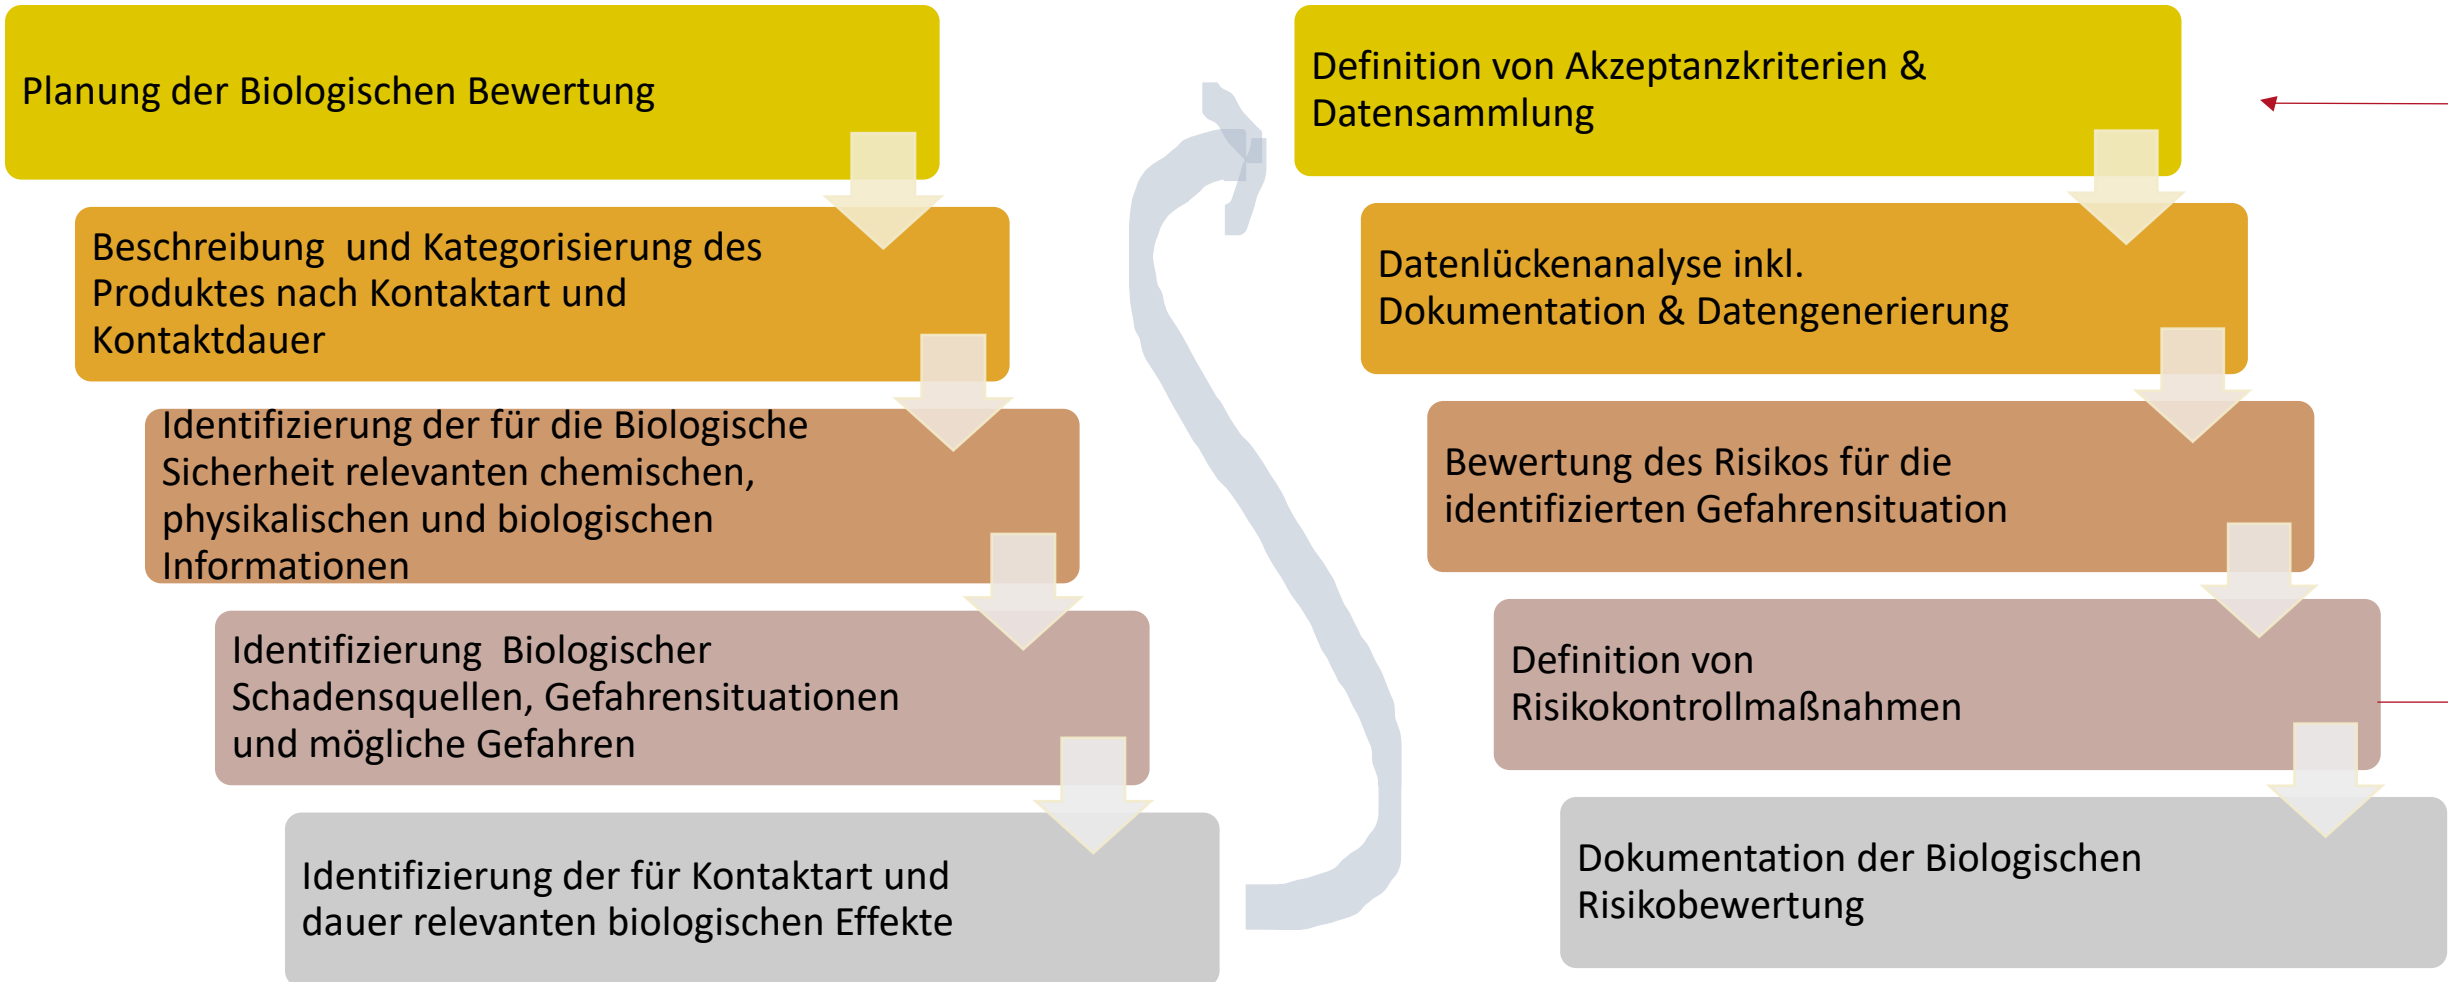 Planung der Biologischen Bewertung
Beschreibung  und Kategorisierung des
Produktes nach Kontaktart und
Kontaktdauer
Identifizierung der für die Biologische
Sicherheit relevanten chemischen,
physikalischen und biologischen
Informationen
Identifizierung  Biologischer
Schadensquellen, Gefahrensituationen
und mögliche Gefahren
Identifizierung der für Kontaktart und
dauer relevanten biologischen Effekte
Definition von Akzeptanzkriterien &
Datensammlung
Datenlückenanalyse inkl.
Dokumentation & Datengenerierung
Bewertung des Risikos für die
identifizierten Gefahrensituation
Definition von
Risikokontrollmaßnahmen
Dokumentation der Biologischen
Risikobewertung